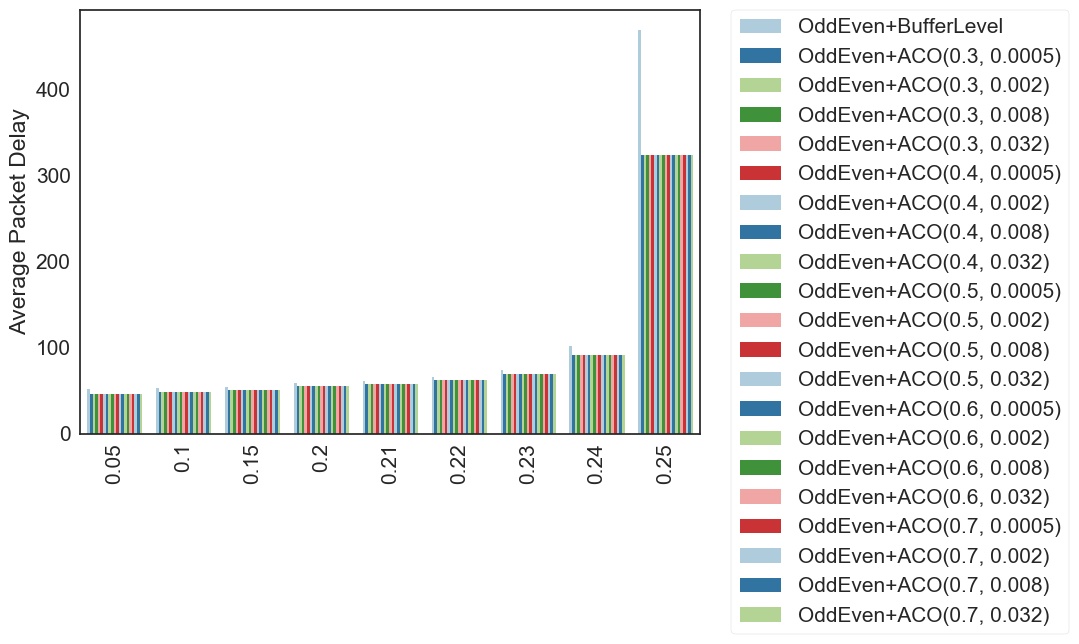 Average Packet Delay
400
300
200
100
0
0.05
0.1
0.15
0.2
0.21
0.22
0.23
0.24
0.25
OddEven+BufferLevel
OddEven+ACO(0.3, 0.0005)
OddEven+ACO(0.3, 0.002)
OddEven+ACO(0.3, 0.008)
OddEven+ACO(0.3, 0.032)
OddEven+ACO(0.4, 0.0005)
OddEven+ACO(0.4, 0.002)
OddEven+ACO(0.4, 0.008)
OddEven+ACO(0.4, 0.032)
OddEven+ACO(0.5, 0.0005)
OddEven+ACO(0.5, 0.002)
OddEven+ACO(0.5, 0.008)
OddEven+ACO(0.5, 0.032)
OddEven+ACO(0.6, 0.0005)
OddEven+ACO(0.6, 0.002)
OddEven+ACO(0.6, 0.008)
OddEven+ACO(0.6, 0.032)
OddEven+ACO(0.7, 0.0005)
OddEven+ACO(0.7, 0.002)
OddEven+ACO(0.7, 0.008)
OddEven+ACO(0.7, 0.032)